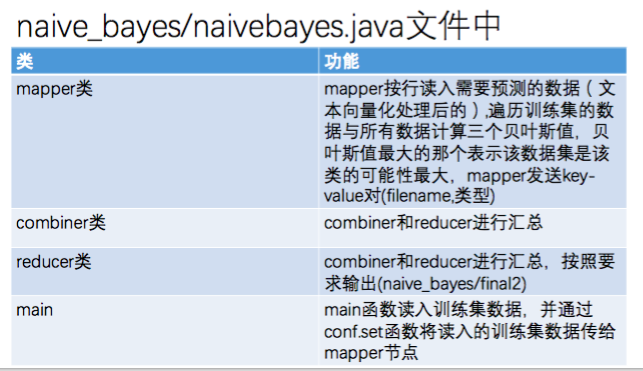 naive_bayes/naivebayes.java文件中
类 功能
mapper类 mapper按行读入需要预测的数据（文
本向量化处理后的）,遍历训练集的数
据与所有数据计算三个贝叶斯值，贝
叶斯值最大的那个表示该数据集是该
类的可能性最大，mapper发送key-
value对(filename,类型)
combiner类 combiner和reducer进行汇总
reducer类 combiner和reducer进行汇总，按照要
求输出(naive_bayes/final2)
main main函数读入训练集数据，并通过
conf.set函数将读入的训练集数据传给
mapper节点